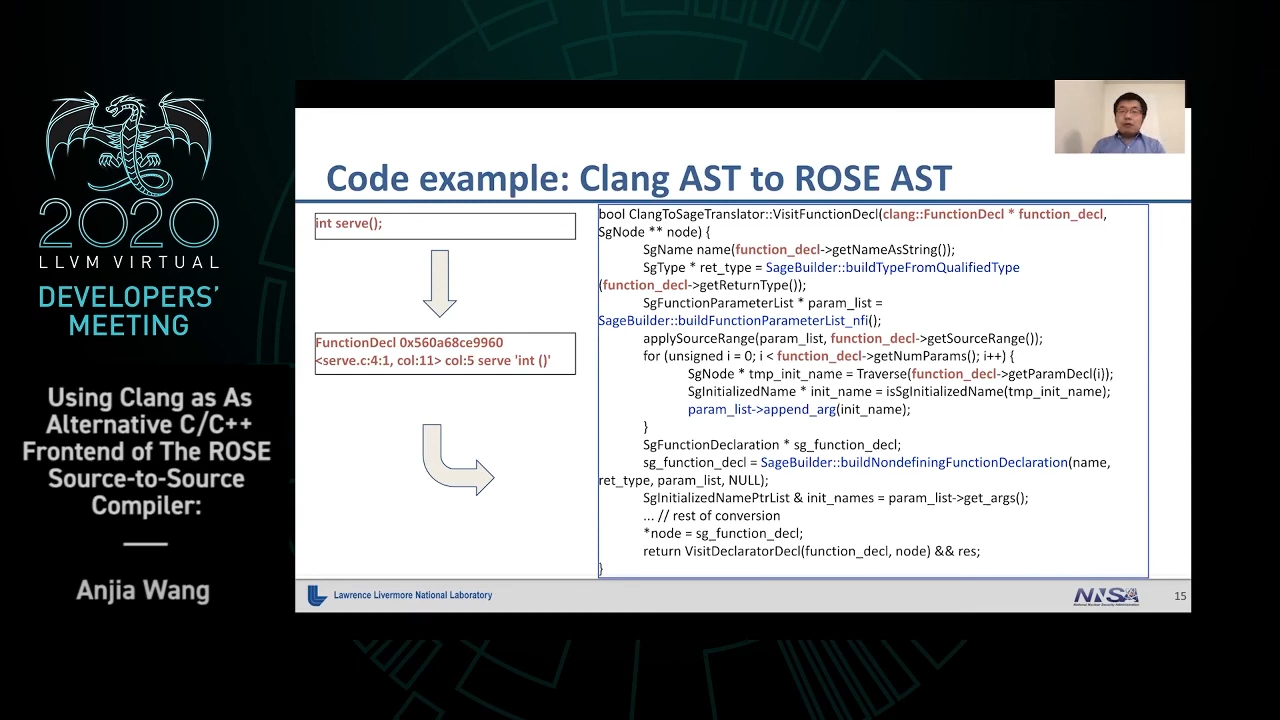 2020
LLVM VIRTUAL
DEVELOPERS'
MEETING
Using Clang as As
Alternative C/C++
Frontend of The ROSE
Source-to-Source
Compiler:
Anjia Wang
Code example: Clang AST to ROSE AST
int serve();
FunctionDecl 0x560a68ce9960
<serve.c:4:1, col:11> col:5 serve 'int ()'
bool ClangToSageTranslator::VisitFunctionDecl(clang::FunctionDecl * function_decl,
SgNode ** node) {
SgName name(function_decl->getNameAsString());
SgType * ret_type = SageBuilder::buildTypeFromQualifiedType
(function_decl->getReturnType());
SgFunctionParameterList * param_list =
SageBuilder::buildFunctionParameterList_nfi();
applySourceRange(param_list, function_decl->getSourceRange());
for (unsigned i = 0; i < function_decl->getNumParams(); i++) {
SgNode * tmp_init_name = Traverse(function_decl->getParamDecl(i));
SgInitializedName * init_name = isSgInitializedName(tmp_init_name);
param_list->append_arg(init_name);
}
SgFunctionDeclaration * sg_function_decl;
sg_function_decl = SageBuilder::buildNondefiningFunctionDeclaration(name,
ret_type, param_list, NULL);
SgInitializedNamePtrList & init_names = param_list->get_args();
... // rest of conversion
*node = sg_function_decl;
return VisitDeclaratorDecl(function_decl, node) && res;
}
Lawrence Livermore National Laboratory
NNSA
National Nuclear Security Administration
15